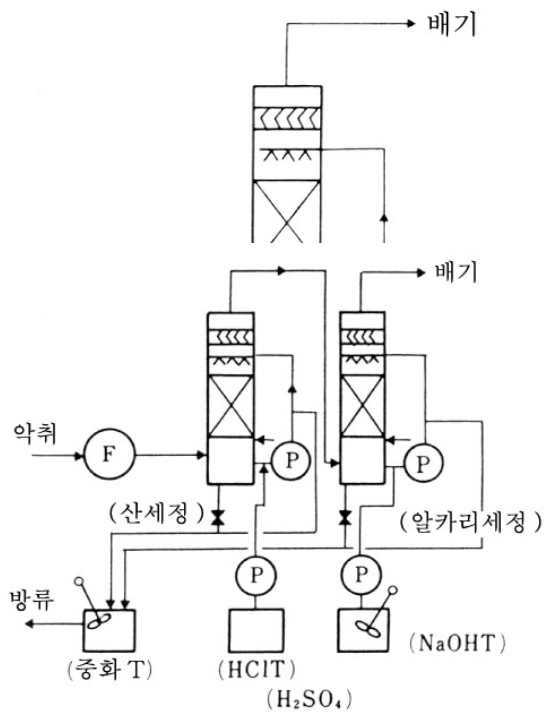 배기
배기
악취
F
P
P
(산세정)
(알카리세정)
P
P
방류
(중화 T)
(HClT)
(NaOHT)
(H₂SO₄)